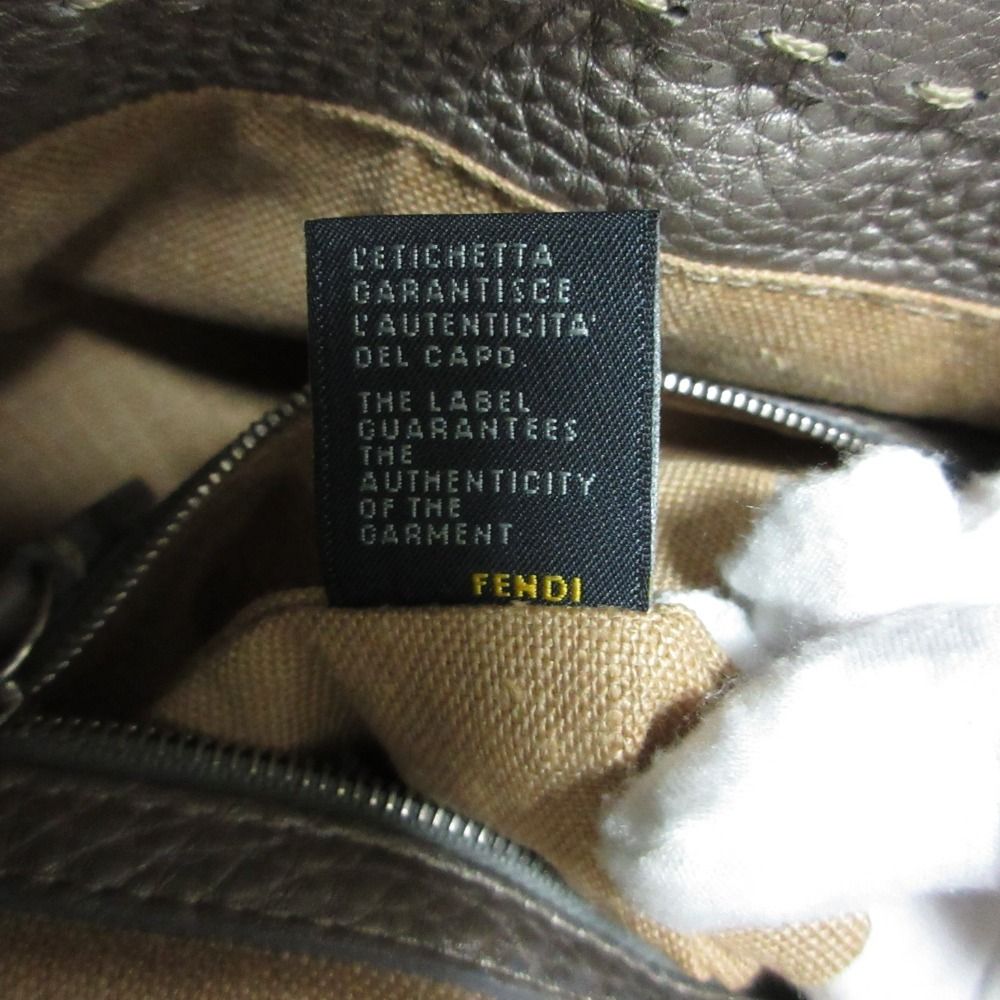 L'ETICHETTA
GARANTISCE
L'AUTENTICITA'
DEL CAPO.
THE LABEL
GUARANTEES
THE
AUTHENTICITY
OF THE
GARMENT
FENDI